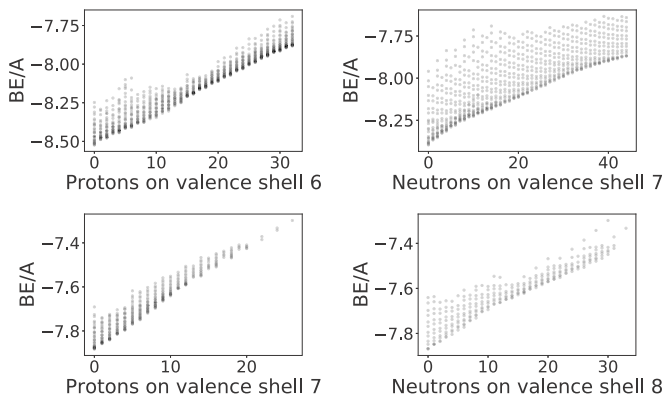 −7.75
−8.00
−8.25
−8.50
BE/A
0 10 20 30
Protons on valence shell 6
−7.75
−8.00
−8.25
BE/A
0 20 40
Neutrons on valence shell 7
−7.4
−7.6
−7.8
BE/A
0 10 20
Protons on valence shell 7
−7.4
−7.6
−7.8
BE/A
0 10 20 30
Neutrons on valence shell 8